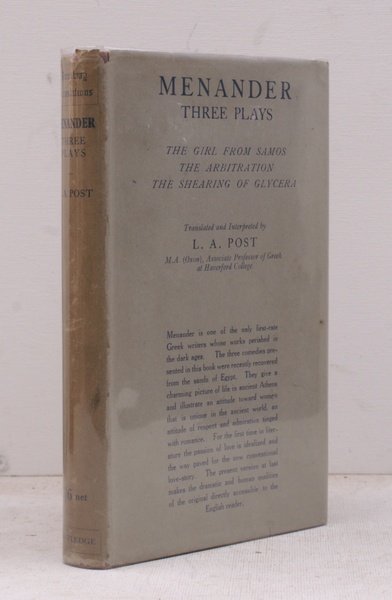 MENANDER
THREE
PLAYS
POST
6 net
MENANDER
THREE PLAYS
THE GIRL FROM SAMOS
THE ARBITRATION
THE SHEARING OF GLYCERA
Translated and Interpreted by
L. A. POST
M.A. (Oxon), Associate Professor of Greek
at Haverford College
Menander is one of the only first-rate
Greek writers whose works perished in
the dark ages. The three comedies pre-
sented in this book were recently recovered
from the sands of Egypt. They give a
charming picture of life in ancient Athens
and illustrate an attitude toward women
that is unique in the ancient world, an
attitude of respect and admiration tinged
with romance. For the first time in liter-
ature the passion of love is idealized and
the way paved for the now conventional
love-story. The present version at last
makes the dramatic and human qualities
of the original directly accessible to the
English reader.